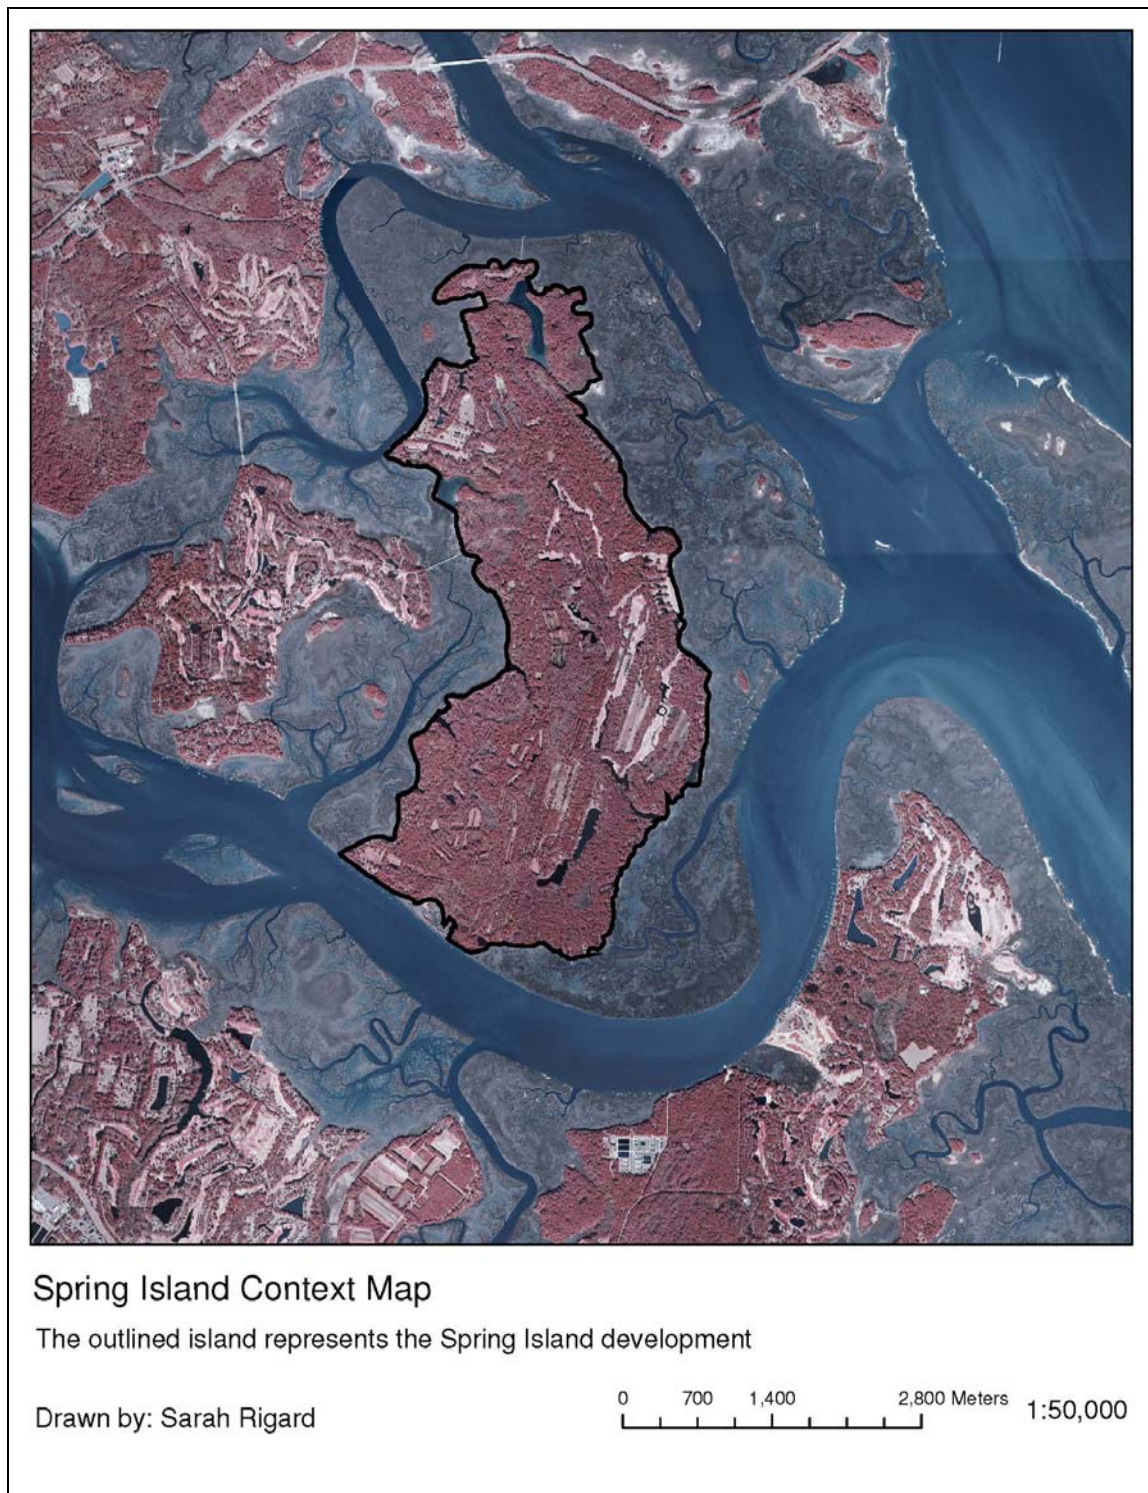 Spring Island Context Map
The outlined island represents the Spring Island development
0 700 1,400 2,800 Meters 1:50,000
Drawn by: Sarah Rigard